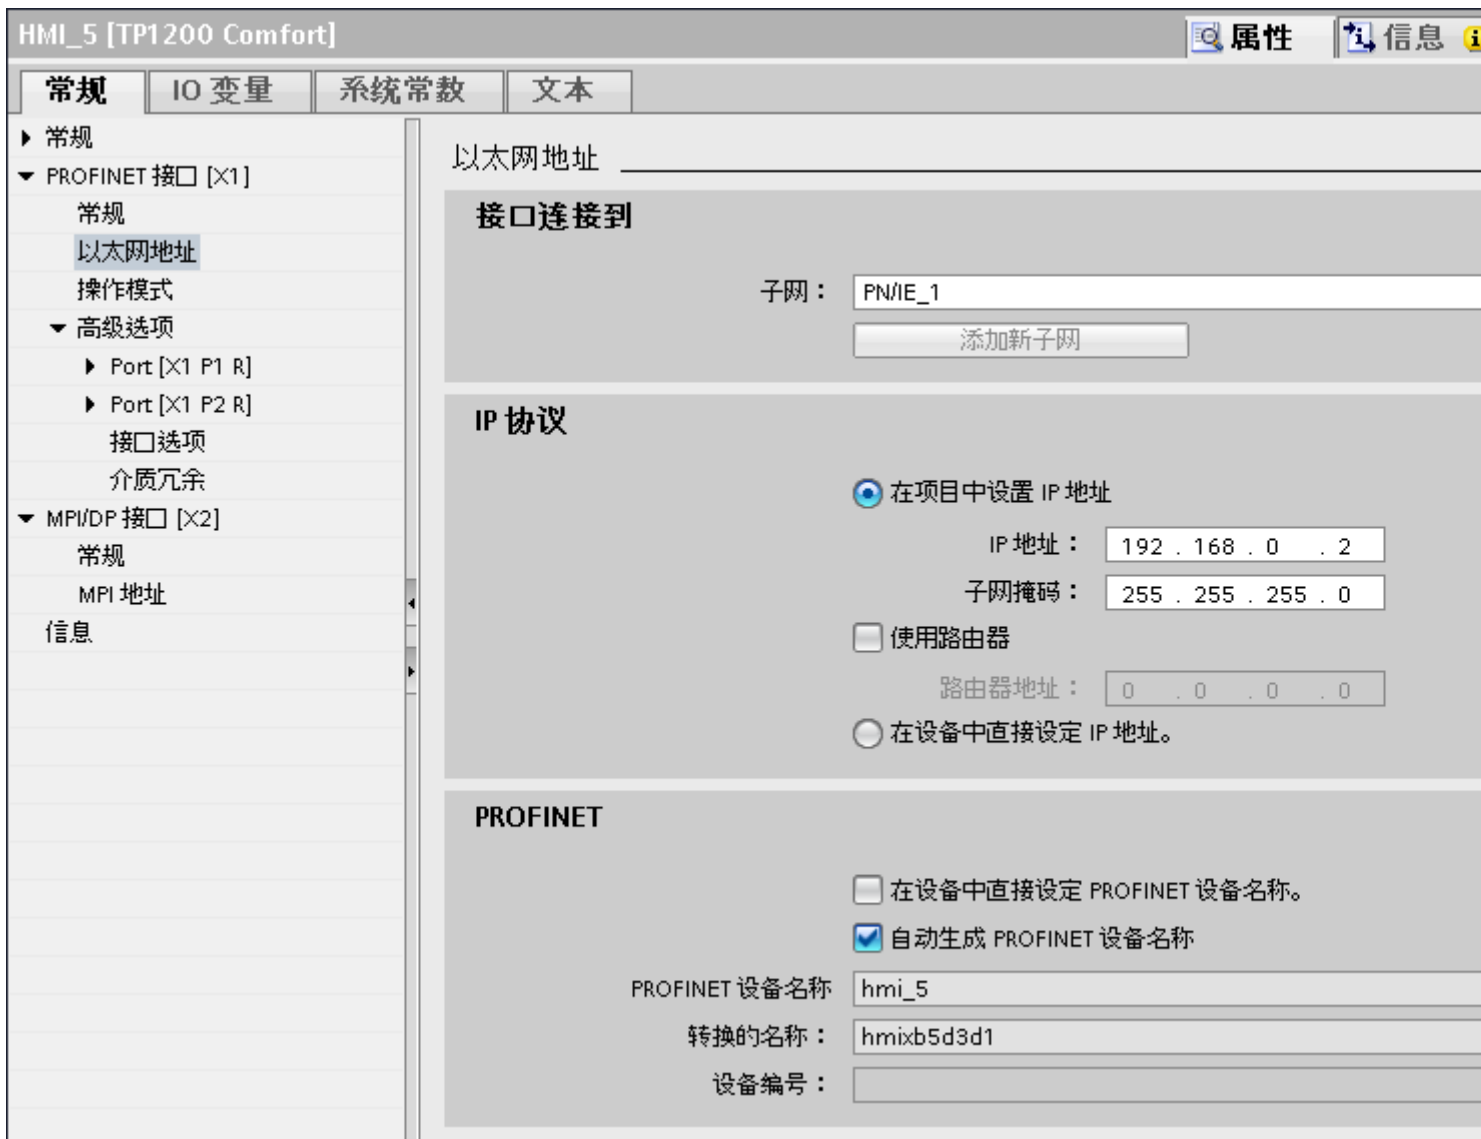 HMI_5 [TP1200 Comfort]
属性
信息
常规
IO 变量
系统常数
文本
常规
PROFINET 接口 [X1]
常规
以太网地址
操作模式
高级选项
Port [X1 P1 R]
Port [X1 P2 R]
接口选项
介质冗余
MPI/DP 接口 [X2]
常规
MPI 地址
信息
以太网地址
接口连接到
子网：
PN/IE_1
添加新子网
IP 协议
在项目中设置 IP 地址
IP 地址： 192 . 168 . 0 . 2
子网掩码： 255 . 255 . 255 . 0
使用路由器
路由器地址： 0 . 0 . 0 . 0
在设备中直接设定 IP 地址。
PROFINET
在设备中直接设定 PROFINET 设备名称。
自动生成 PROFINET 设备名称
PROFINET 设备名称 hmi_5
转换的名称： hmixb5d3d1
设备编号：